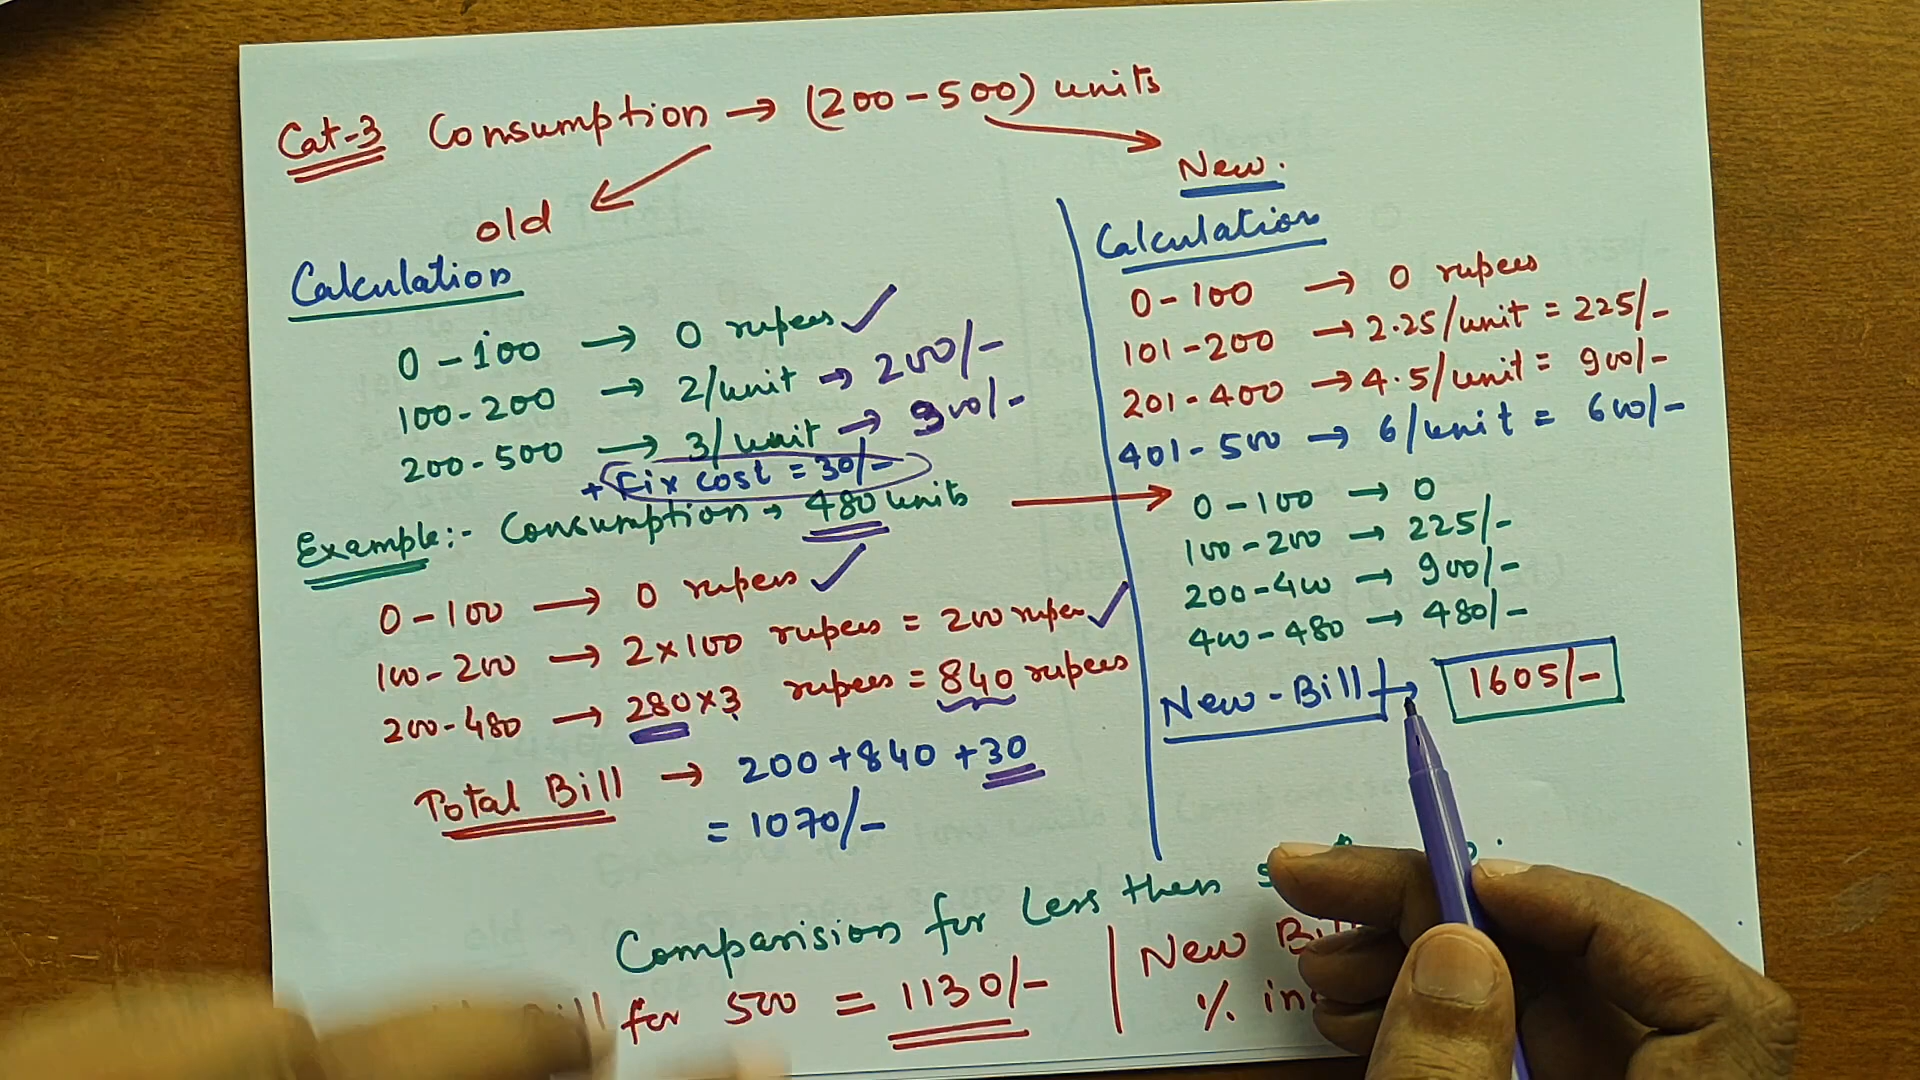 Cat-3 Consumption → (200-500) units
old
Calculation
0-100 → 0 rupees ✓
100-200 → 2/unit → 200/-
200-500 → 3/unit → 900/-
+ Fix cost = 30/-
Example:- Consumption → 480 units
0-100 → 0 rupees ✓
100-200 → 2×100 rupees = 200 rupees ✓
200-480 → 280×3 rupees = 840 rupees
Total Bill → 200+840+30
= 1070/-
New.
Calculation
0-100 → 0 rupees
101-200 → 2.25/unit = 225/-
201-400 → 4.5/unit = 900/-
401-500 → 6/unit = 600/-
0-100 → 0
100-200 → 225/-
200-400 → 900/-
400-480 → 480/-
New-Bill → 1605/-
Comparision for Less then
for 500 = 1130/-
New
%